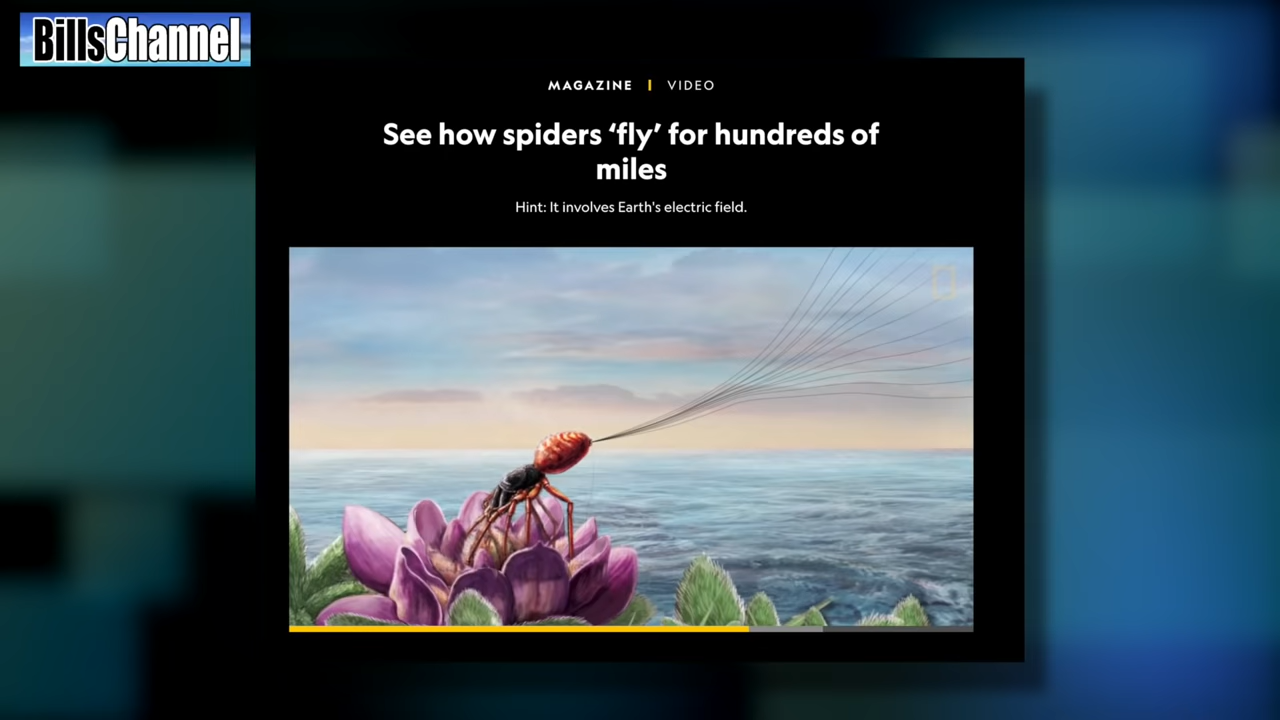 BillsChannel
MAGAZINE | VIDEO
See how spiders ‘fly’ for hundreds of
miles
Hint: It involves Earth's electric field.